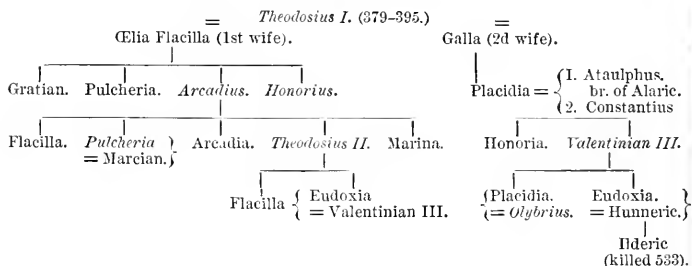 = Theodosius I. (379–395.) =
Œlia Flacilla (1st wife). Galla (2d wife).
Gratian. Pulcheria. Arcadius. Honorius. Placidia = { 1. Ataulphus.
br. of Alaric.
2. Constantius
Flacilla. Pulcheria } Arcadia. Theodosius II. Marina. Honoria. Valentinian III.
= Marcian. }
Flacilla { Eudoxia {Placidia. Eudoxia. }
= Valentinian III. {= Olybrius. = Hunneric. }
Ilderic
(killed 533).